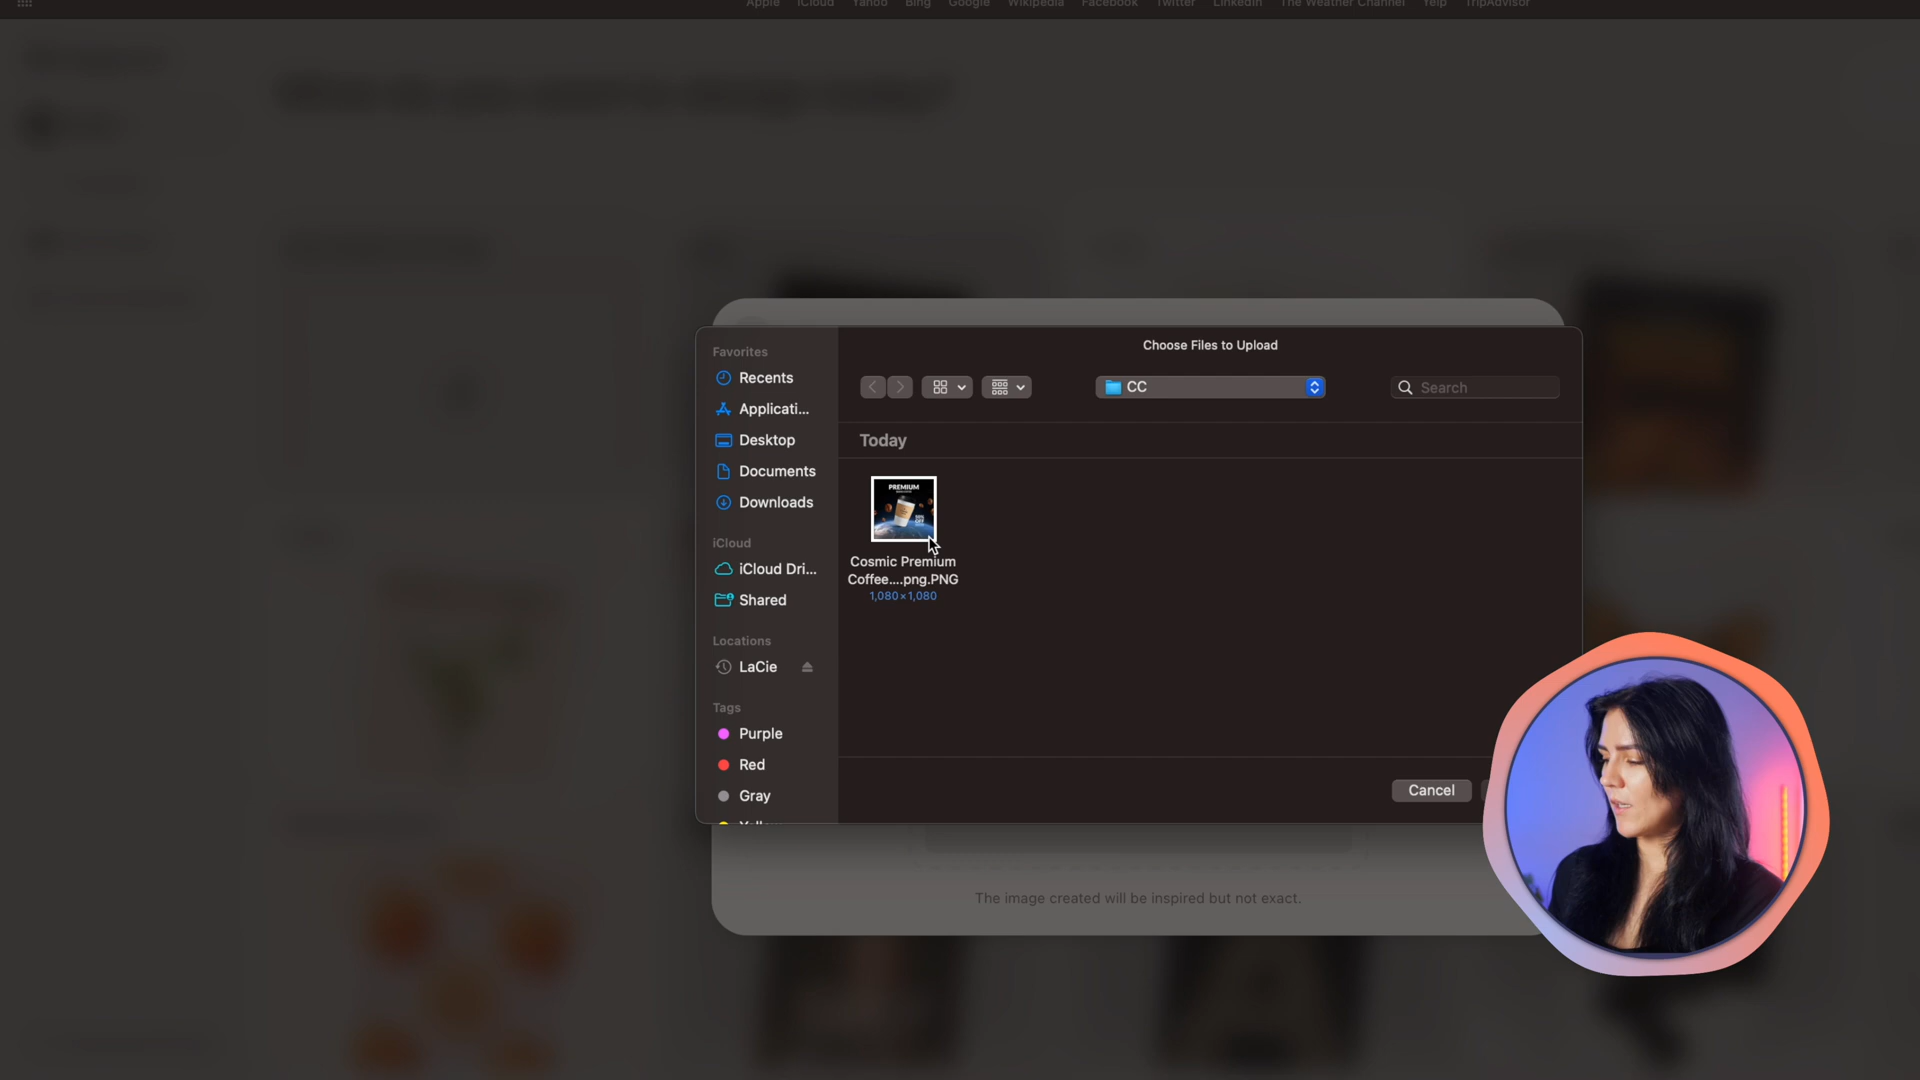 Apple iCloud Yahoo Bing Google Wikipedia Facebook Twitter LinkedIn The Weather Channel Yelp TripAdvisor
Choose Files to Upload
Favorites
Recents
Applicati...
Desktop
Documents
Downloads
iCloud
iCloud Dri...
Shared
Locations
LaCie
Tags
Purple
Red
Gray
CC
Search
Today
PREMIUM
OFF
Cosmic Premium
Coffee....png.PNG
1,080×1,080
Cancel
The image created will be inspired but not exact.